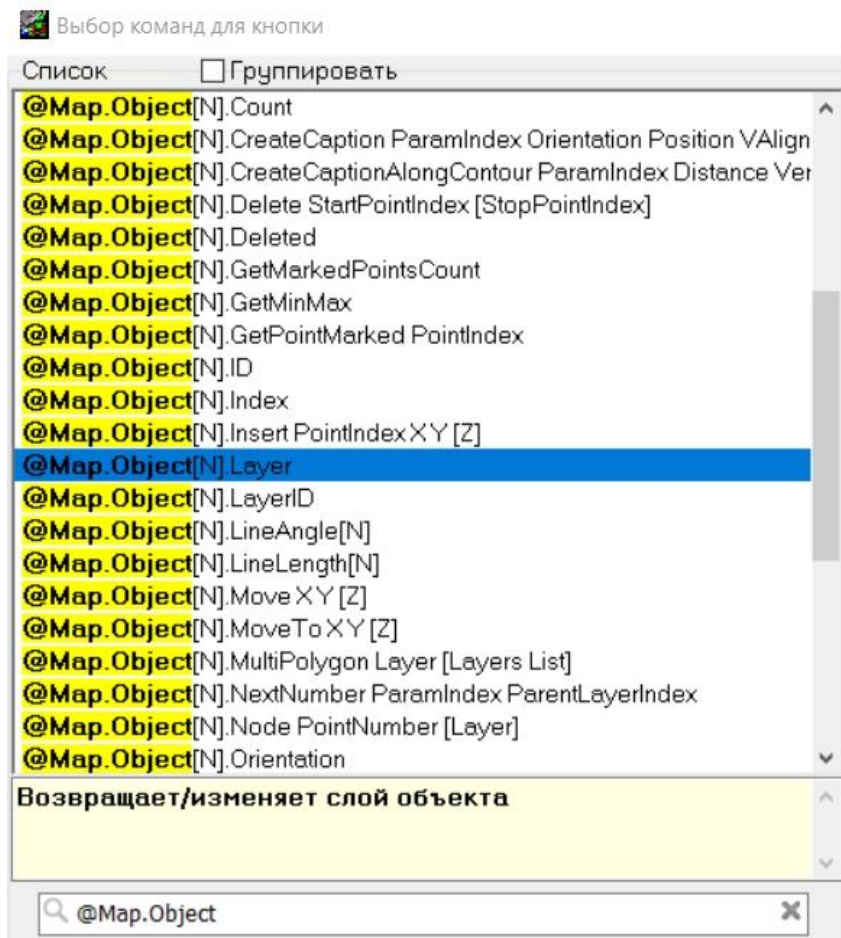 Выбор команд для кнопки
Список Группировать
@Map.Object[N].Count
@Map.Object[N].CreateCaption ParamIndex Orientation Position VAlign
@Map.Object[N].CreateCaptionAlongContour ParamIndex Distance Ver
@Map.Object[N].Delete StartPointIndex [StopPointIndex]
@Map.Object[N].Deleted
@Map.Object[N].GetMarkedPointsCount
@Map.Object[N].GetMinMax
@Map.Object[N].GetPointMarked PointIndex
@Map.Object[N].ID
@Map.Object[N].Index
@Map.Object[N].Insert PointIndex X Y [Z]
@Map.Object[N].Layer
@Map.Object[N].LayerID
@Map.Object[N].LineAngle[N]
@Map.Object[N].LineLength[N]
@Map.Object[N].Move X Y [Z]
@Map.Object[N].MoveTo X Y [Z]
@Map.Object[N].MultiPolygon Layer [Layers List]
@Map.Object[N].NextNumber ParamIndex ParentLayerIndex
@Map.Object[N].Node PointNumber [Layer]
@Map.Object[N].Orientation
Возвращает/изменяет слой объекта
@Map.Object